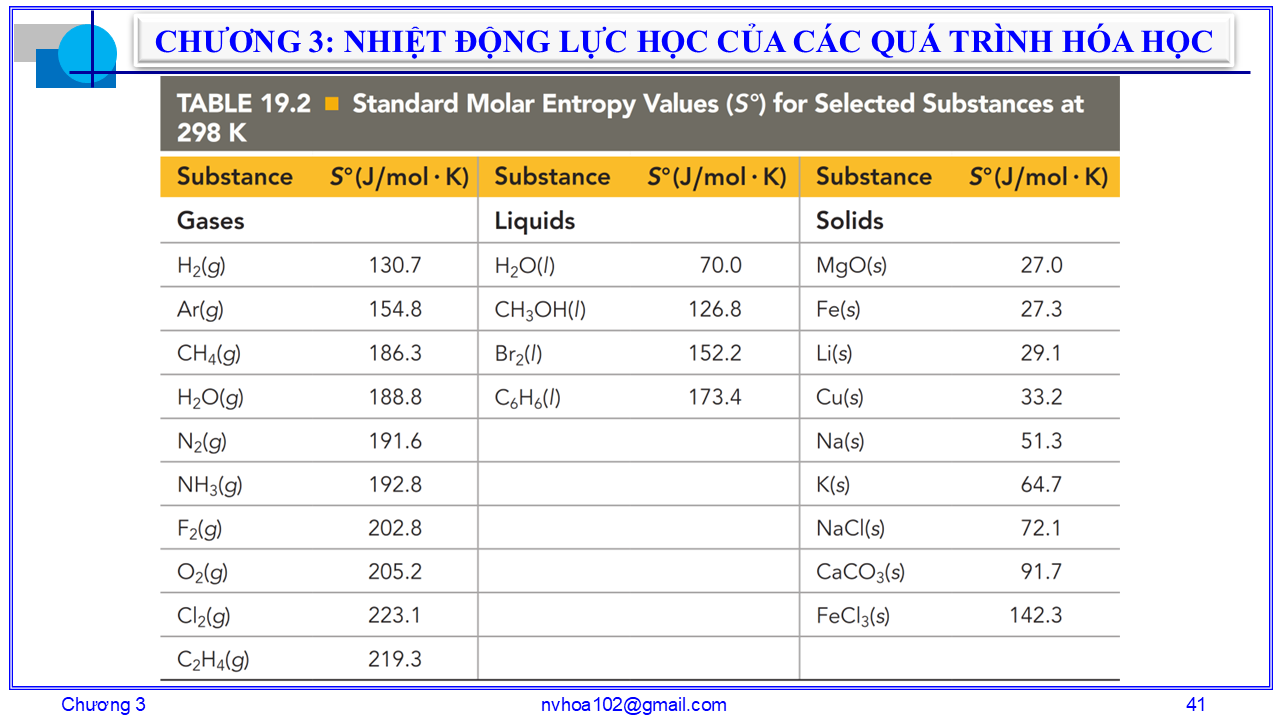 CHƯƠNG 3: NHIỆT ĐỘNG LỰC HỌC CỦA CÁC QUÁ TRÌNH HÓA HỌC
TABLE 19.2 ■ Standard Molar Entropy Values (S°) for Selected Substances at
298 K
Substance S°(J/mol · K) Substance S°(J/mol · K) Substance S°(J/mol · K)
Gases Liquids Solids
H₂(g) 130.7 H₂O(l) 70.0 MgO(s) 27.0
Ar(g) 154.8 CH₃OH(l) 126.8 Fe(s) 27.3
CH₄(g) 186.3 Br₂(l) 152.2 Li(s) 29.1
H₂O(g) 188.8 C₆H₆(l) 173.4 Cu(s) 33.2
N₂(g) 191.6 Na(s) 51.3
NH₃(g) 192.8 K(s) 64.7
F₂(g) 202.8 NaCl(s) 72.1
O₂(g) 205.2 CaCO₃(s) 91.7
Cl₂(g) 223.1 FeCl₃(s) 142.3
C₂H₄(g) 219.3
Chương 3 nvhoa102@gmail.com 41